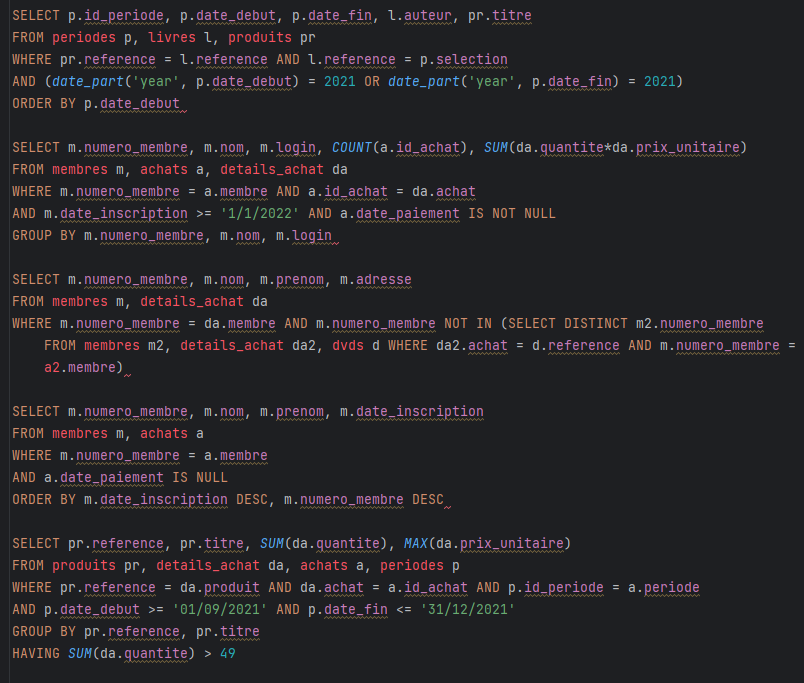 SELECT p.id_periode, p.date_debut, p.date_fin, l.auteur, pr.titre
FROM periodes p, livres l, produits pr
WHERE pr.reference = l.reference AND l.reference = p.selection
AND (date_part('year', p.date_debut) = 2021 OR date_part('year', p.date_fin) = 2021)
ORDER BY p.date_debut
SELECT m.numero_membre, m.nom, m.login, COUNT(a.id_achat), SUM(da.quantite*da.prix_unitaire)
FROM membres m, achats a, details_achat da
WHERE m.numero_membre = a.membre AND a.id_achat = da.achat
AND m.date_inscription >= '1/1/2022' AND a.date_paiement IS NOT NULL
GROUP BY m.numero_membre, m.nom, m.login
SELECT m.numero_membre, m.nom, m.prenom, m.adresse
FROM membres m, details_achat da
WHERE m.numero_membre = da.membre AND m.numero_membre NOT IN (SELECT DISTINCT m2.numero_membre
FROM membres m2, details_achat da2, dvds d WHERE da2.achat = d.reference AND m.numero_membre =
a2.membre)
SELECT m.numero_membre, m.nom, m.prenom, m.date_inscription
FROM membres m, achats a
WHERE m.numero_membre = a.membre
AND a.date_paiement IS NULL
ORDER BY m.date_inscription DESC, m.numero_membre DESC
SELECT pr.reference, pr.titre, SUM(da.quantite), MAX(da.prix_unitaire)
FROM produits pr, details_achat da, achats a, periodes p
WHERE pr.reference = da.produit AND da.achat = a.id_achat AND p.id_periode = a.periode
AND p.date_debut >= '01/09/2021' AND p.date_fin <= '31/12/2021'
GROUP BY pr.reference, pr.titre
HAVING SUM(da.quantite) > 49